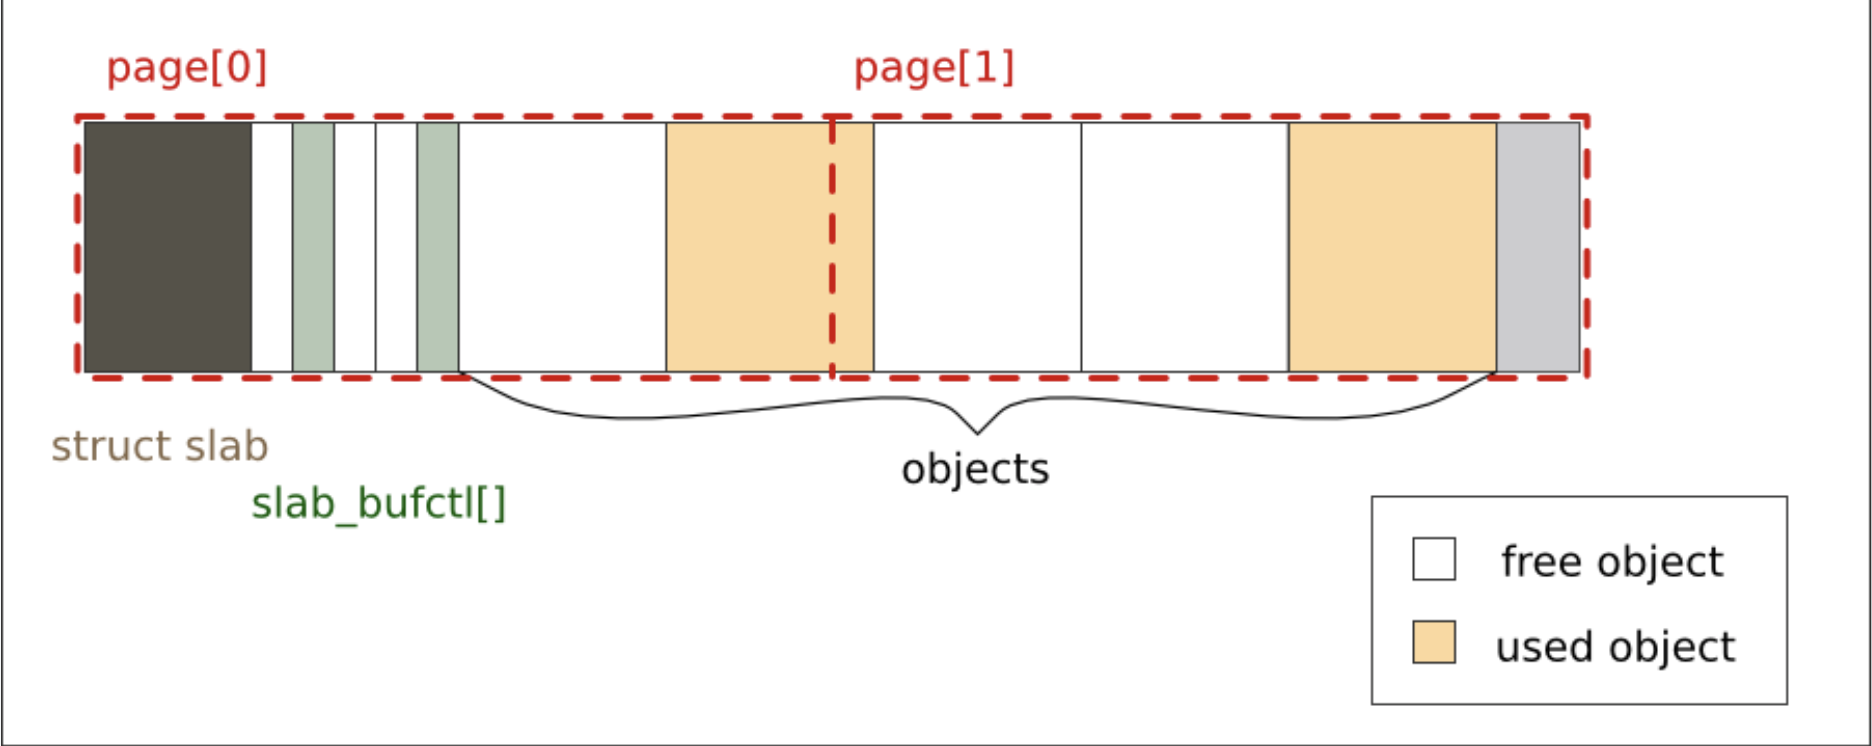 page[0]
page[1]
struct slab
slab_bufctl[]
objects
free object
used object